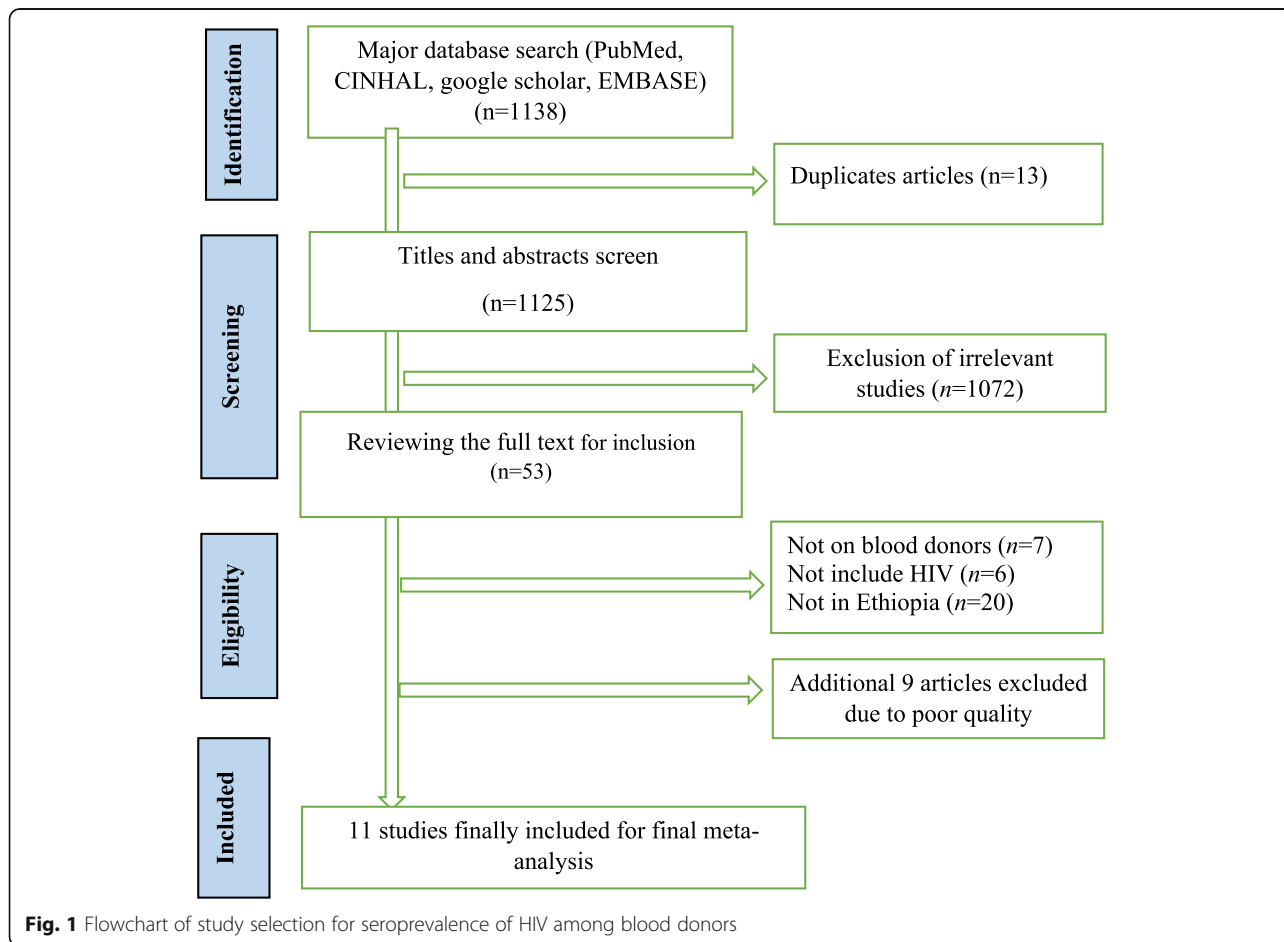 Identification
Major database search (PubMed,
CINHAL, google scholar, EMBASE)
(n=1138)
Duplicates articles (n=13)
Screening
Titles and abstracts screen
(n=1125)
Exclusion of irrelevant
studies (n=1072)
Reviewing the full text for inclusion
(n=53)
Eligibility
Not on blood donors (n=7)
Not include HIV (n=6)
Not in Ethiopia (n=20)
Additional 9 articles excluded
due to poor quality
Included
11 studies finally included for final meta-
analysis
Fig. 1 Flowchart of study selection for seroprevalence of HIV among blood donors